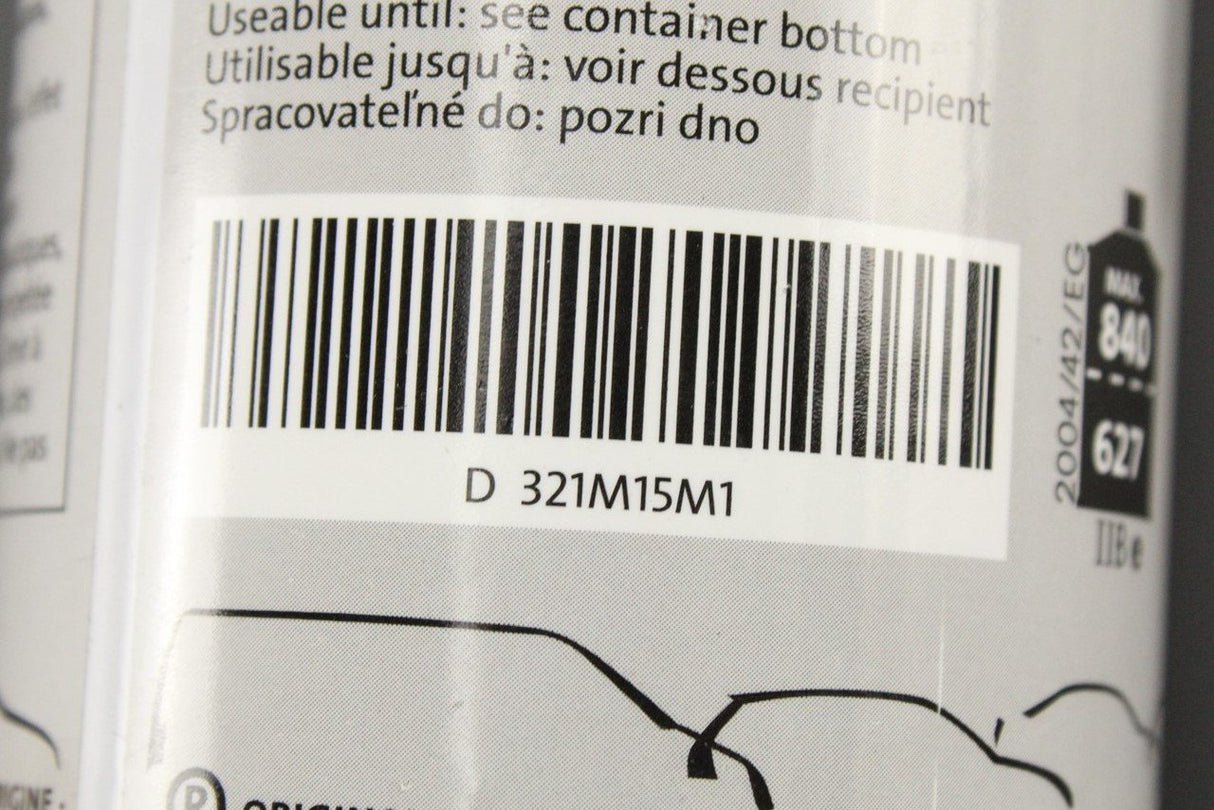 Useable until: see container bottom
Utilisable jusqu'à: voir dessous recipient
Spracovateľné do: pozri dno
D 321M15M1
2004/42/EG
MAX.
840
627
IIB e
®